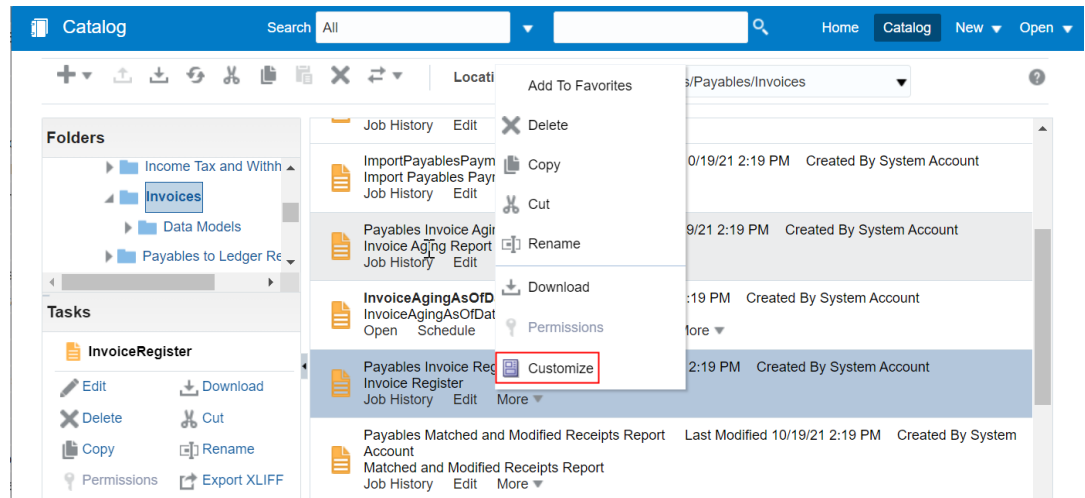 Catalog Search All Home Catalog New Open
Locati s/Payables/Invoices
Folders
Income Tax and Withh
Invoices
Data Models
Payables to Ledger Re
Tasks
InvoiceRegister
Edit Download
Delete Cut
Copy Rename
Permissions Export XLIFF
Job History Edit
ImportPayablesPaym 0/19/21 2:19 PM Created By System Account
Import Payables Payr
Job History Edit
Payables Invoice Agin 9/21 2:19 PM Created By System Account
Invoice Aging Report
Job History Edit
InvoiceAgingAsOfD :19 PM Created By System Account
InvoiceAgingAsOfDat
Open Schedule More
Payables Invoice Reg 2:19 PM Created By System Account
Invoice Register
Job History Edit More
Payables Matched and Modified Receipts Report Last Modified 10/19/21 2:19 PM Created By System
Account
Matched and Modified Receipts Report
Job History Edit More
Add To Favorites
Delete
Copy
Cut
Rename
Download
Permissions
Customize